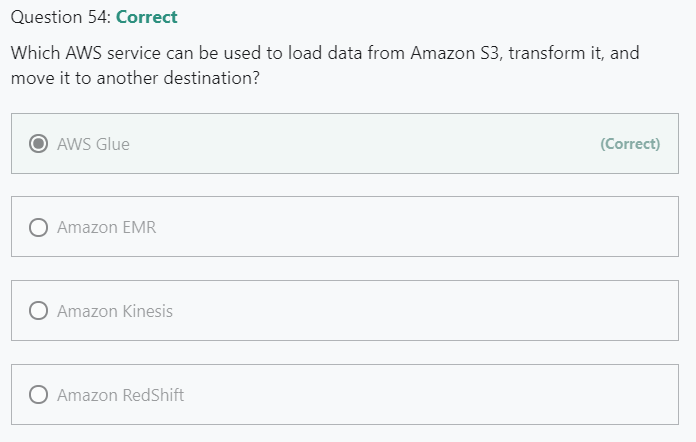 Question 54: Correct
Which AWS service can be used to load data from Amazon S3, transform it, and
move it to another destination?
AWS Glue (Correct)
Amazon EMR
Amazon Kinesis
Amazon RedShift